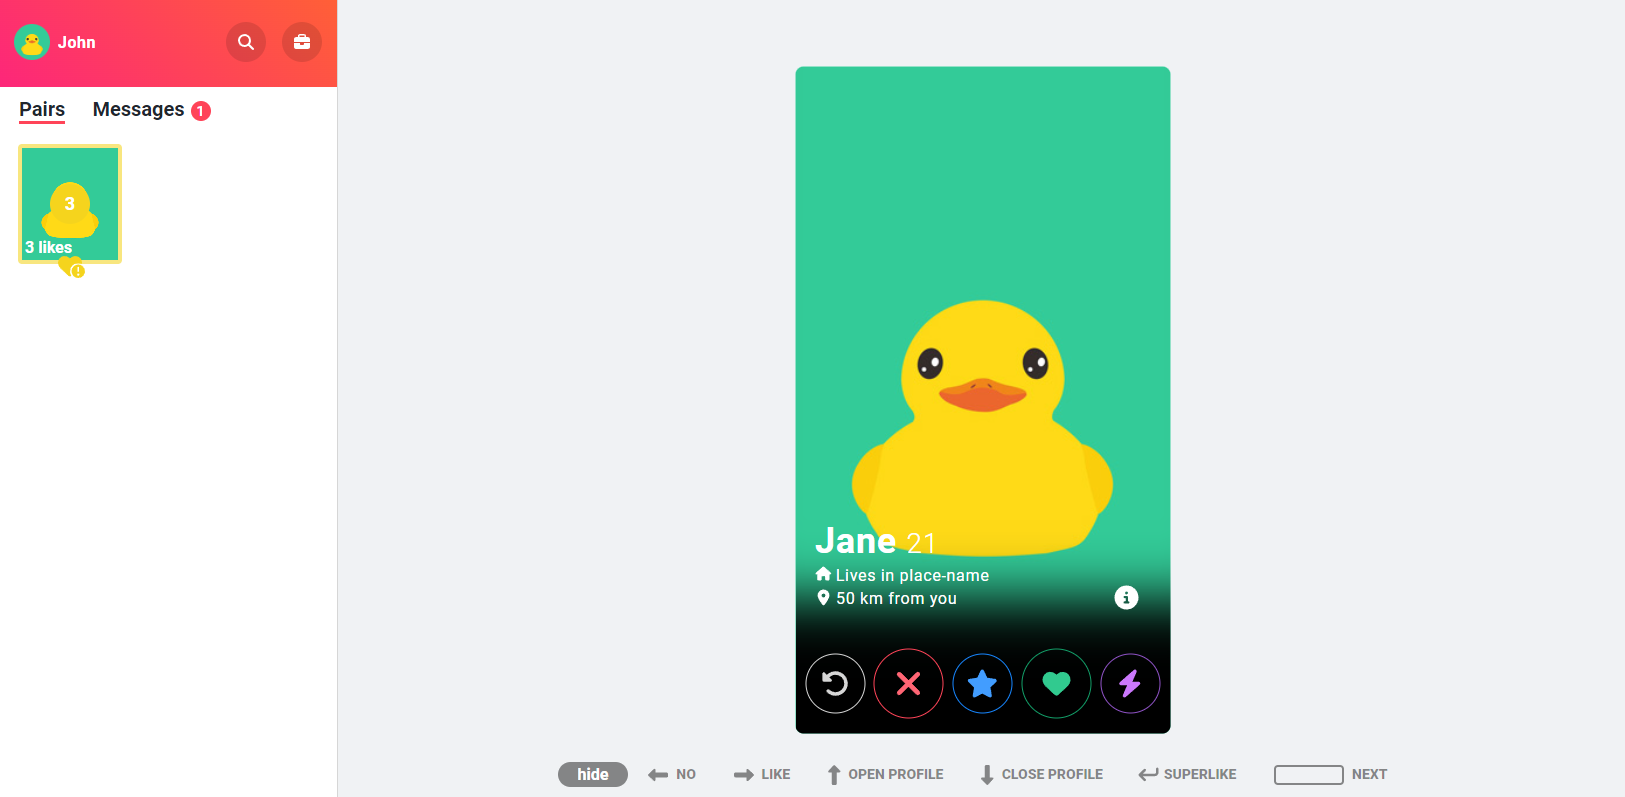 John
Pairs
Messages 1
3
3 likes
Jane 21
Lives in place-name
50 km from you
hide
NO
LIKE
OPEN PROFILE
CLOSE PROFILE
SUPERLIKE
NEXT